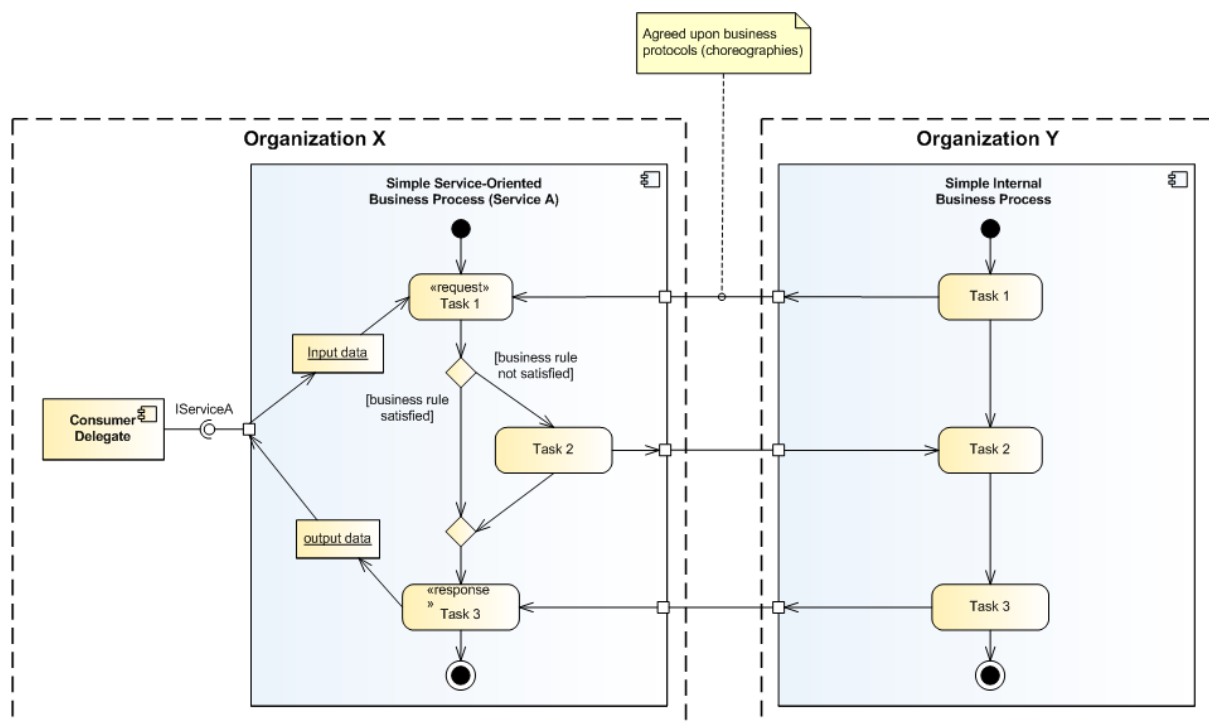 Agreed upon business
protocols (choreographies)
Organization X
Organization Y
Simple Service-Oriented
Business Process (Service A)
Simple Internal
Business Process
«request»
Task 1
Task 1
Input data
[business rule
not satisfied]
[business rule
satisfied]
IServiceA
Consumer
Delegate
Task 2
Task 2
output data
«response
»
Task 3
Task 3